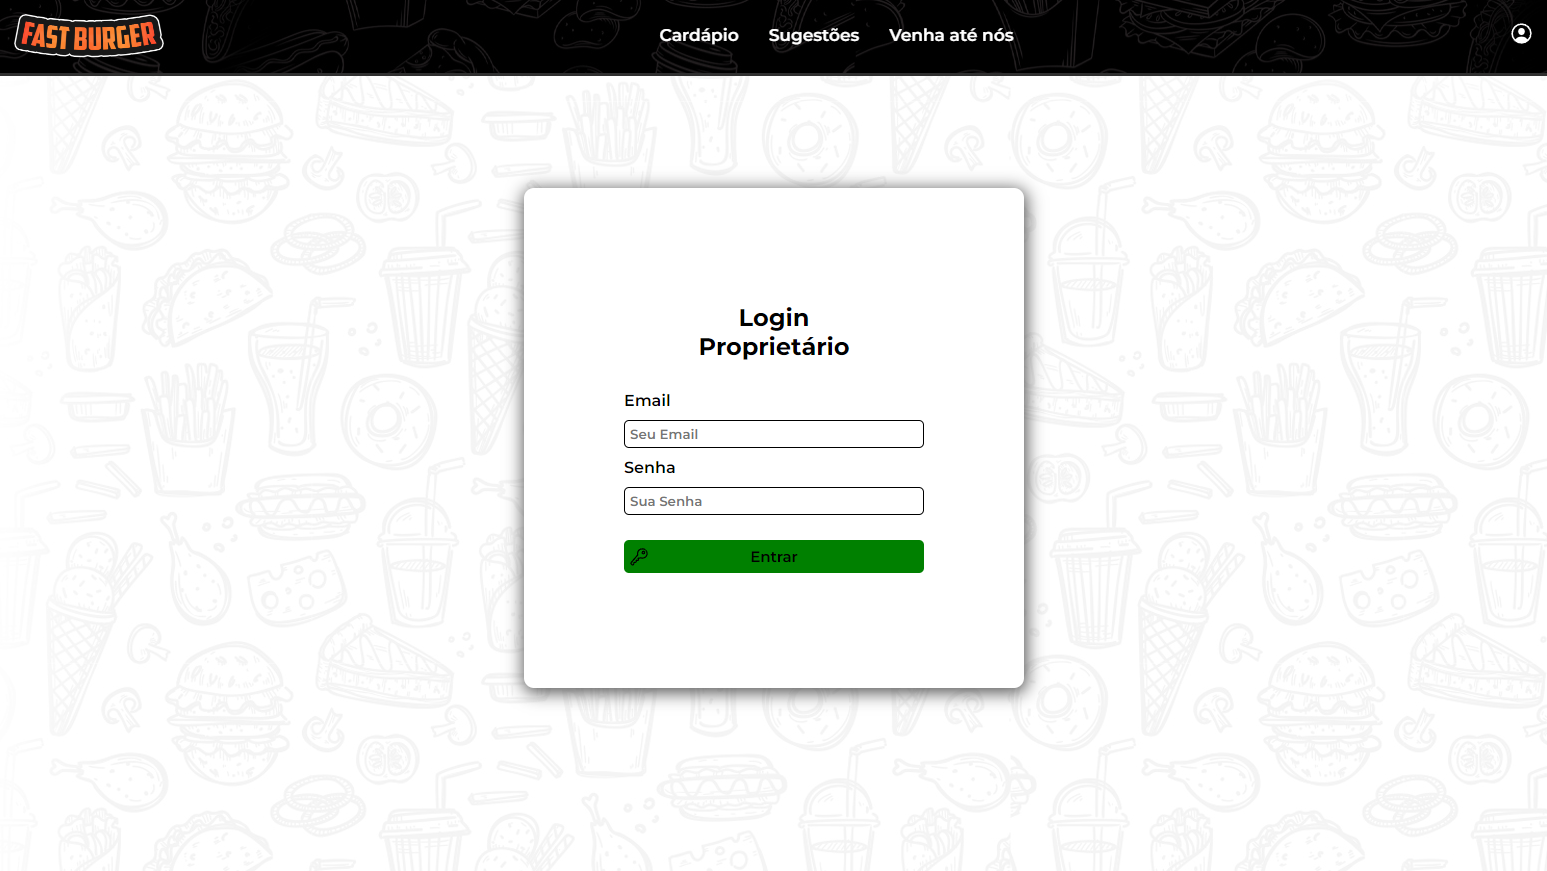 FAST BURGER
Cardápio
Sugestões
Venha até nós
Login
Proprietário
Email
Seu Email
Senha
Sua Senha
Entrar